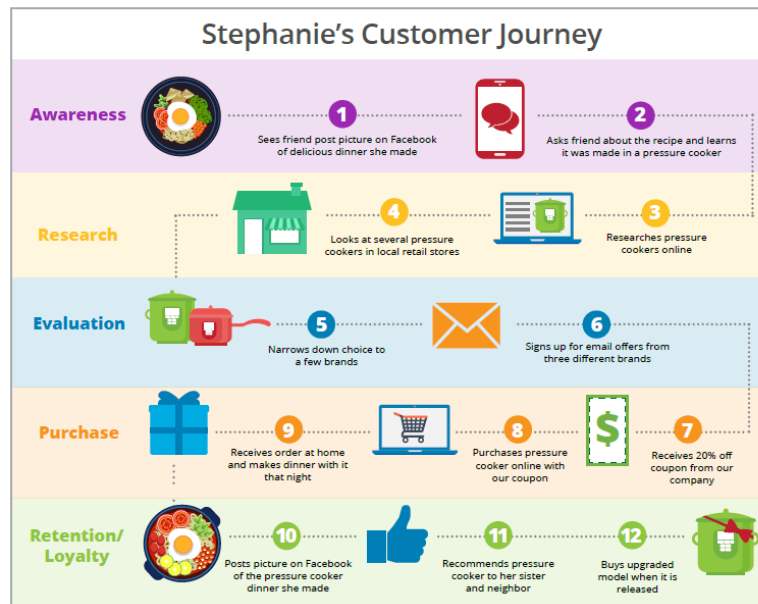 Stephanie’s Customer Journey
Awareness
1
Sees friend post picture on Facebook
of delicious dinner she made
2
Asks friend about the recipe and learns
it was made in a pressure cooker
Research
4
Looks at several pressure
cookers in local retail stores
3
Researches pressure
cookers online
Evaluation
5
Narrows down choice to
a few brands
6
Signs up for email offers from
three different brands
Purchase
9
Receives order at home
and makes dinner with it
that night
8
Purchases pressure
cooker online with
our coupon
$
7
Receives 20% off
coupon from our
company
Retention/
Loyalty
10
Posts picture on Facebook
of the pressure cooker
dinner she made
11
Recommends pressure
cooker to her sister
and neighbor
12
Buys upgraded
model when it is
released